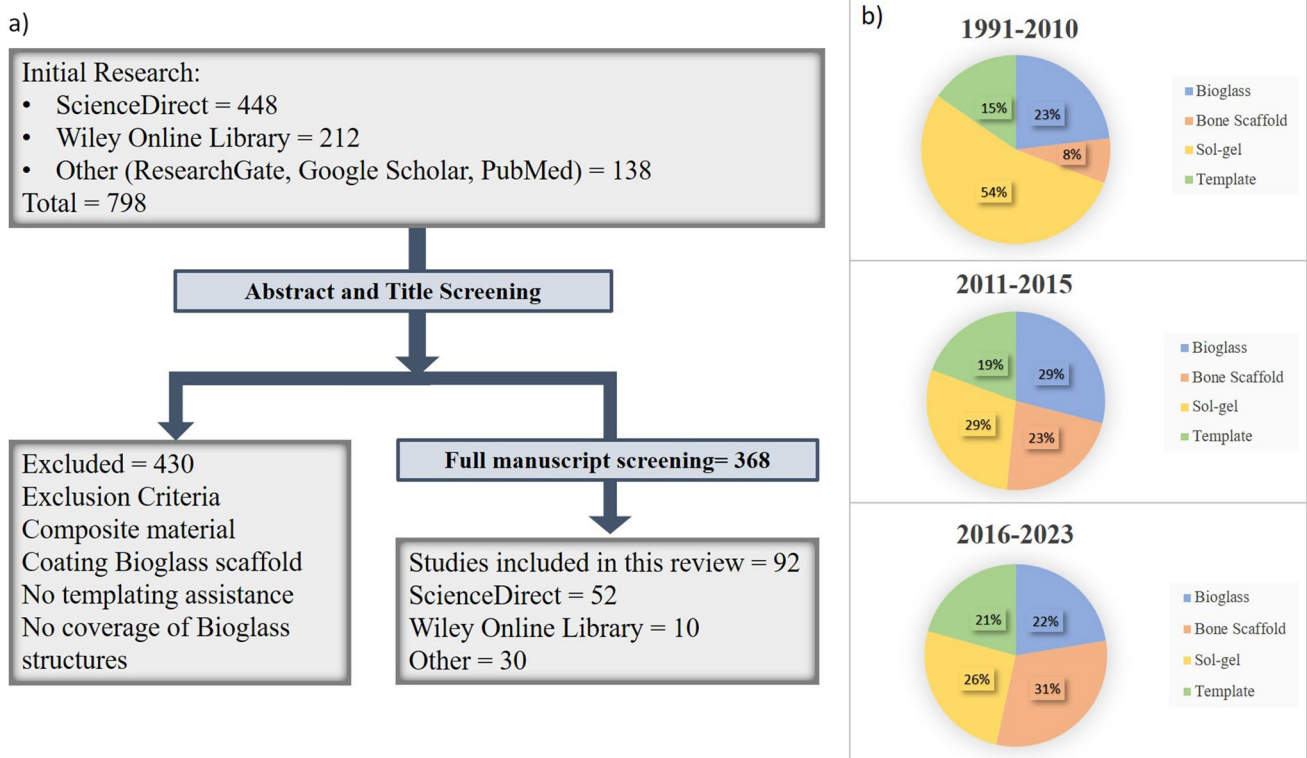 a)
Initial Research:
• ScienceDirect = 448
• Wiley Online Library = 212
• Other (ResearchGate, Google Scholar, PubMed) = 138
Total = 798
Abstract and Title Screening
Excluded = 430
Exclusion Criteria
Composite material
Coating Bioglass scaffold
No templating assistance
No coverage of Bioglass
structures
Full manuscript screening= 368
Studies included in this review = 92
ScienceDirect = 52
Wiley Online Library = 10
Other = 30
b)
1991-2010
15%
23%
8%
54%
Bioglass
Bone Scaffold
Sol-gel
Template
2011-2015
19%
29%
29%
23%
Bioglass
Bone Scaffold
Sol-gel
Template
2016-2023
21%
22%
26%
31%
Bioglass
Bone Scaffold
Sol-gel
Template